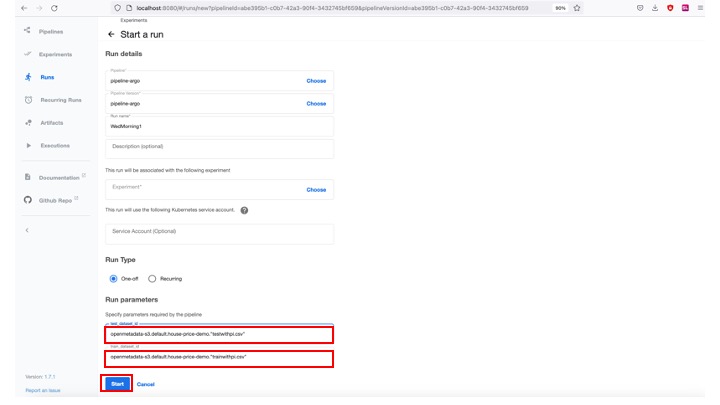 localhost:8080/#/runs/new?pipelineId=abe395b1-c0b7-42a3-90f4-3432745bf659&pipelineVersionId=abe395b1-c0b7-42a3-90f4-3432745bf659
90%
Experiments
Start a run
Pipelines
Experiments
Runs
Recurring Runs
Artifacts
Executions
Documentation
Github Repo
Version: 1.7.1
Report an Issue
Run details
Pipeline*
pipeline-argo
Choose
Pipeline Version*
pipeline-argo
Choose
Run name*
WedMorning1
Description (optional)
This run will be associated with the following experiment
Experiment*
Choose
This run will use the following Kubernetes service account.
?
Service Account (Optional)
Run Type
One-off
Recurring
Run parameters
Specify parameters required by the pipeline
test_dataset_id
openmetadata-s3.default.house-price-demo."testwithpi.csv"
train_dataset_id
openmetadata-s3.default.house-price-demo."trainwithpi.csv"
Start
Cancel